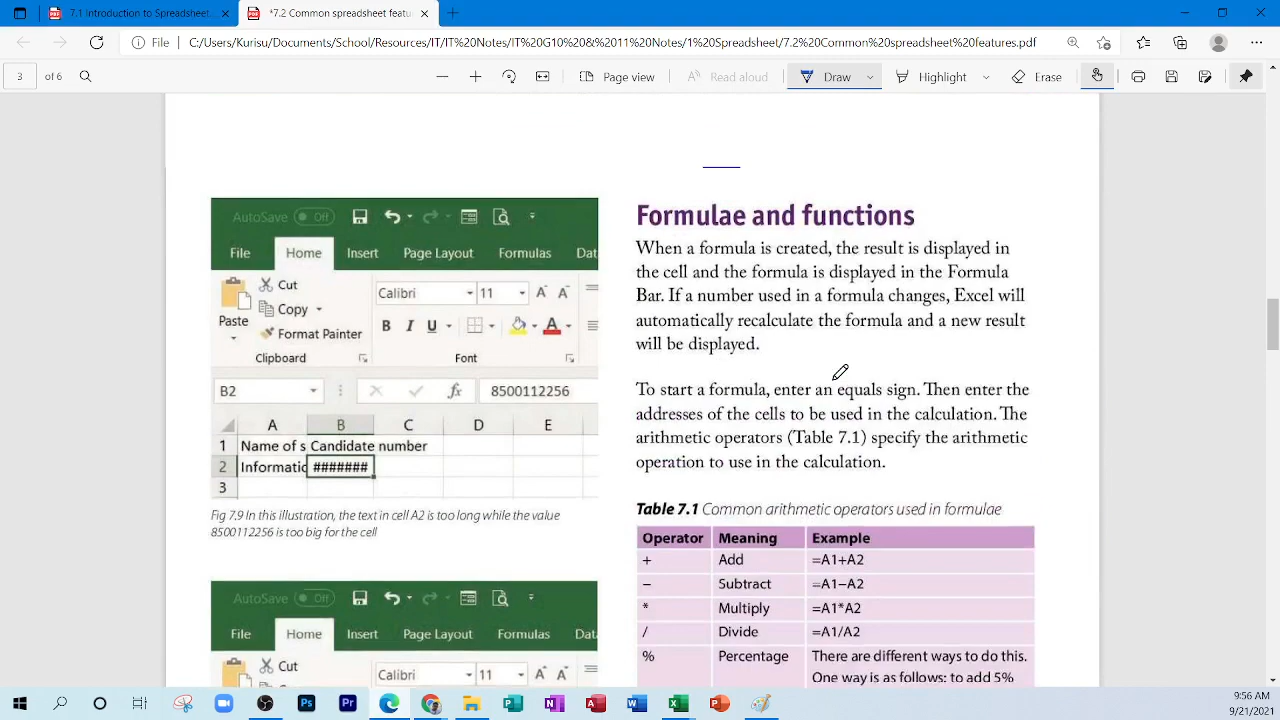 7.1 Introduction to Spreadsheet.
*7.2 Common spreadsheet featu
File
C:/Users/Kurisu/Documents/School/Resources/IT/IT%20Notes/IT%20G10%20&%2011%20Notes/1%20Spreadsheet/7.2%20Common%20spreadsheet%20features.pdf
3 of 6
Page view
Read aloud
Draw
Highlight
Erase
AutoSave Off
File Home Insert Page Layout Formulas Dat
Paste
Cut
Copy
Format Painter
Clipboard
Calibri 11 A A
B I U A
Font
B2 fx 8500112256
A B C D E
1 Name of s Candidate number
2 Informatio #######
3
Fig 7.9 In this illustration, the text in cell A2 is too long while the value
8500112256 is too big for the cell
AutoSave Off
File Home Insert Page Layout Formulas Dat
Cut
Calibri 11 A A
Formulae and functions
When a formula is created, the result is displayed in
the cell and the formula is displayed in the Formula
Bar. If a number used in a formula changes, Excel will
automatically recalculate the formula and a new result
will be displayed.
To start a formula, enter an equals sign. Then enter the
addresses of the cells to be used in the calculation. The
arithmetic operators (Table 7.1) specify the arithmetic
operation to use in the calculation.
Table 7.1 Common arithmetic operators used in formulae
Operator Meaning Example
+ Add =A1+A2
− Subtract =A1−A2
* Multiply =A1*A2
/ Divide =A1/A2
% Percentage There are different ways to do this.
One way is as follows: to add 5%
9:56 AM
9/21/2021